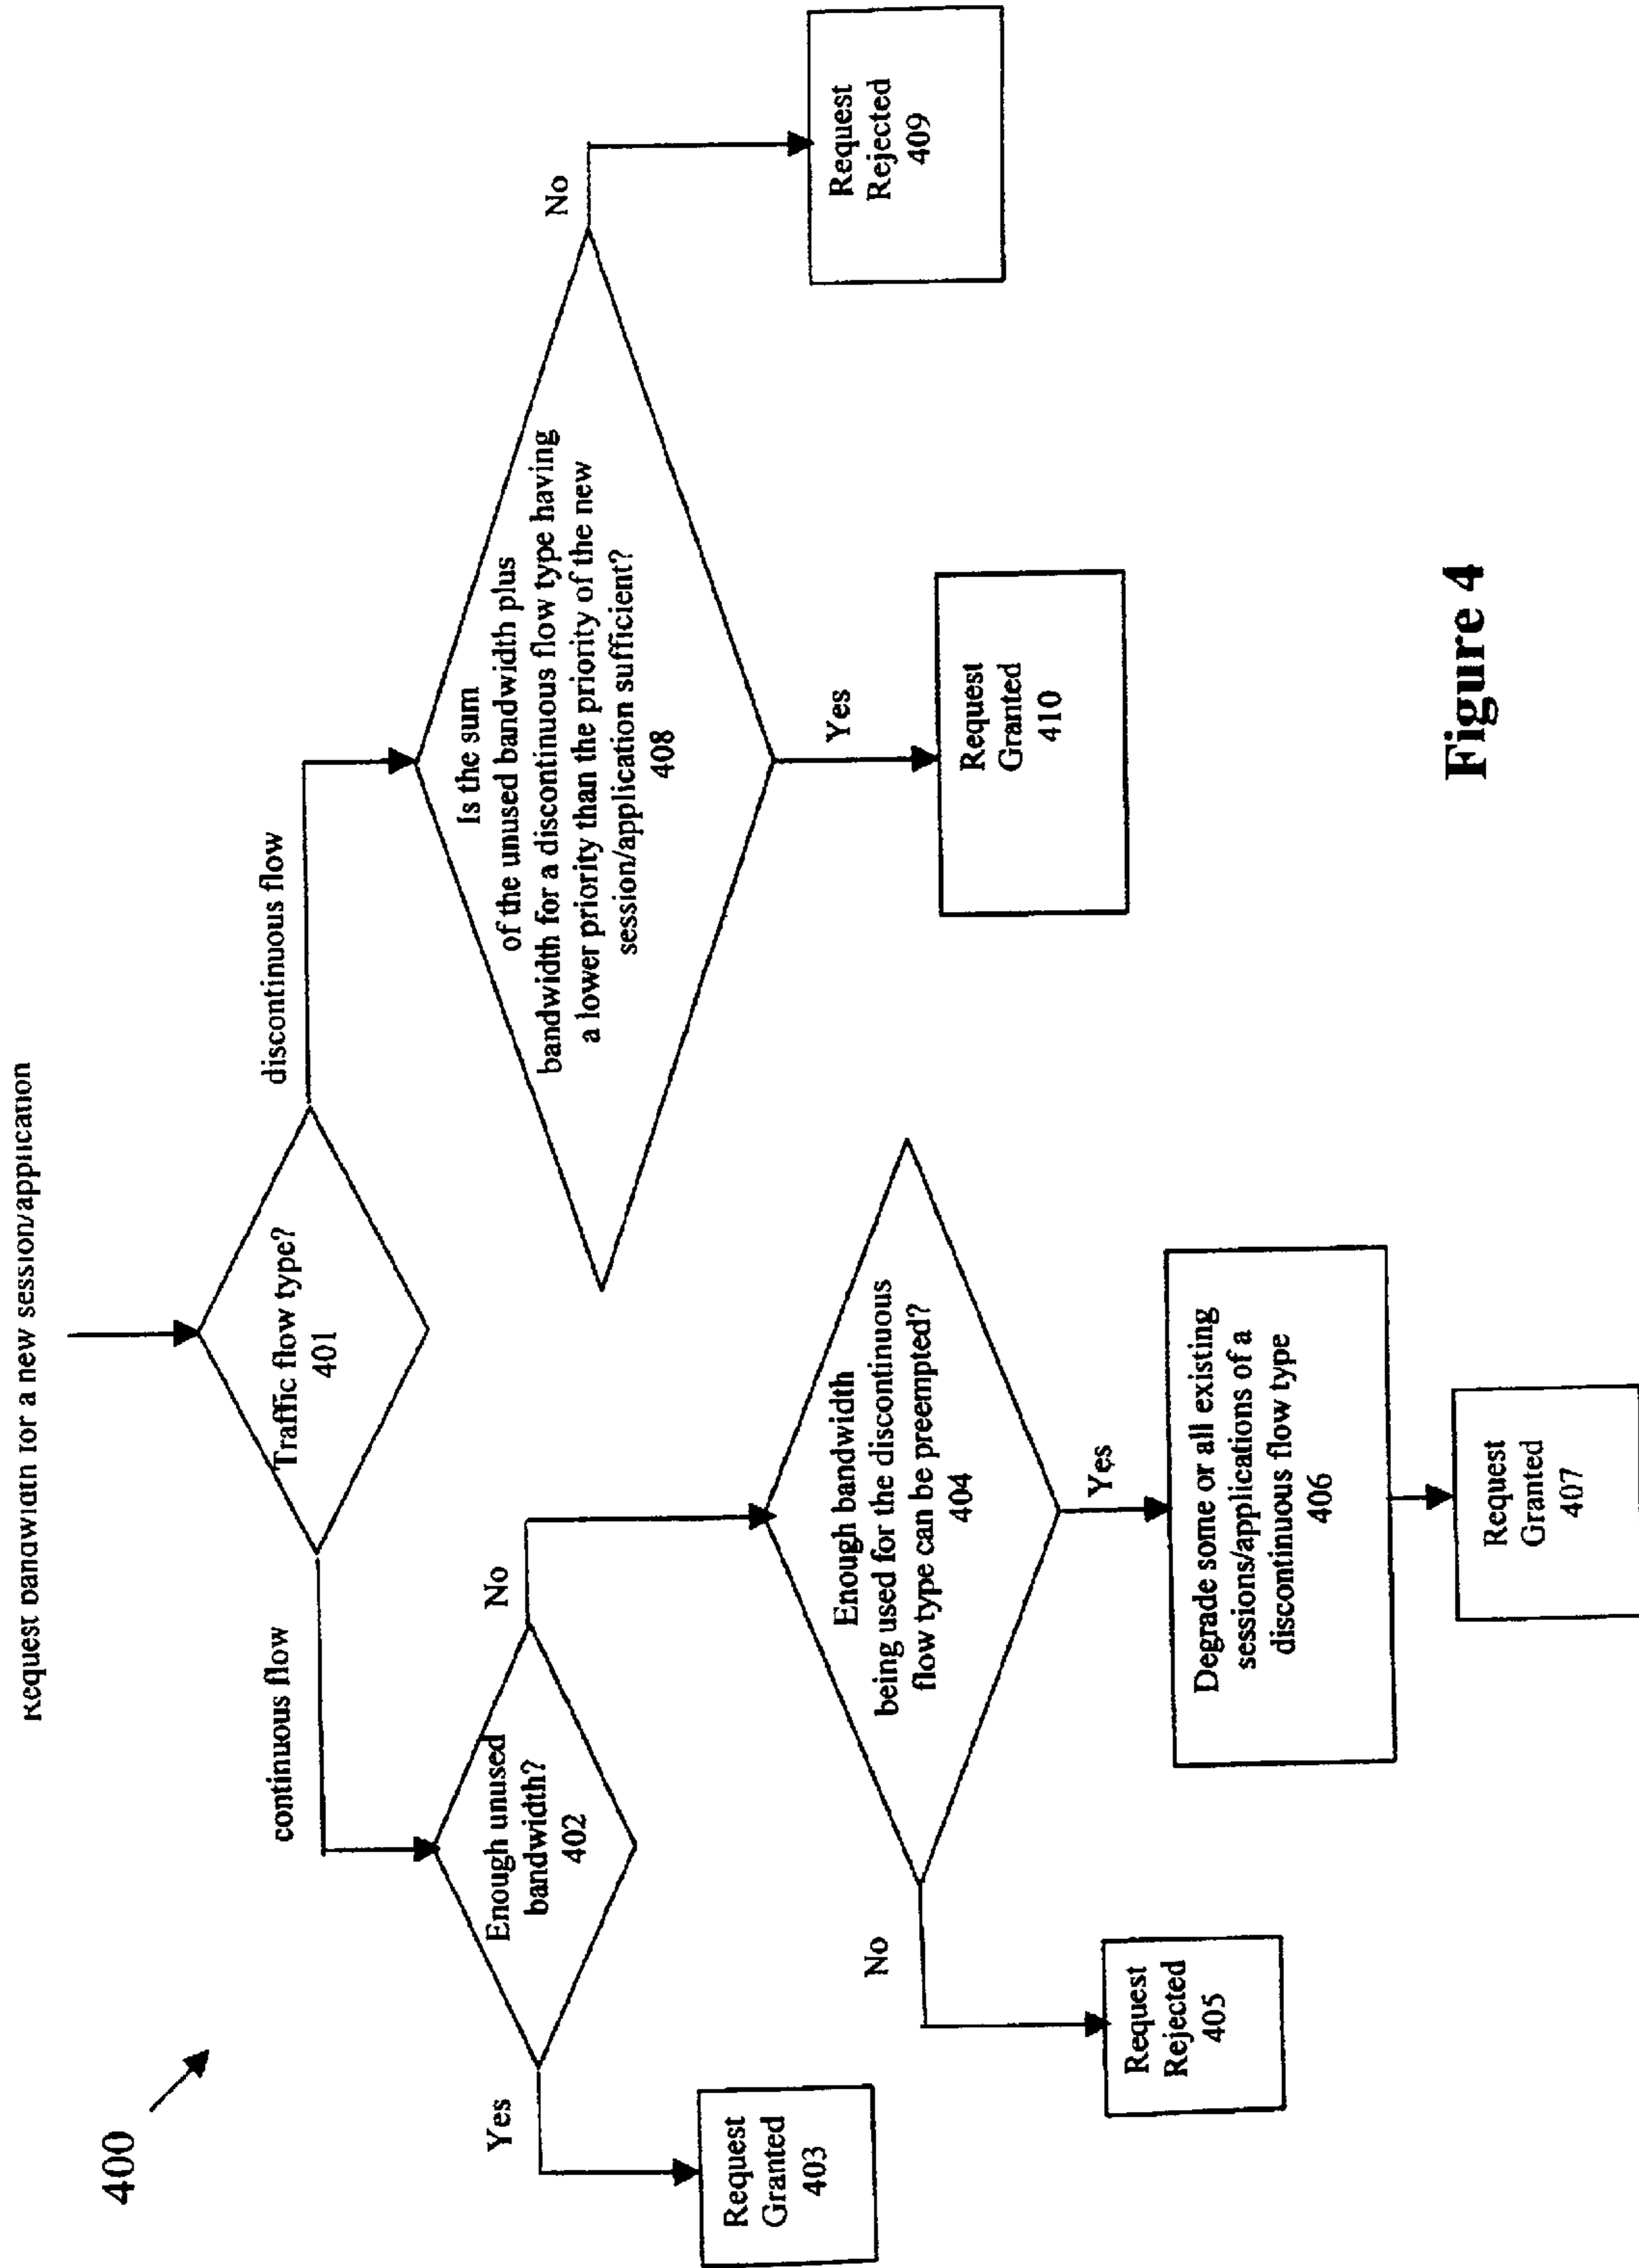 400
Request bandwidth for a new session/application
Traffic flow type?
401
continuous flow
discontinuous flow
Enough unused
bandwidth?
402
Yes
No
Request
Granted
403
Enough bandwidth
being used for the discontinuous
flow type can be preempted?
404
No
Yes
Request
Rejected
405
Degrade some or all existing
sessions/applications of a
discontinuous flow type
406
Request
Granted
407
Is the sum
of the unused bandwidth plus
bandwidth for a discontinuous flow type having
a lower priority than the priority of the new
session/application sufficient?
408
No
Yes
Request
Rejected
409
Request
Granted
410
Figure 4